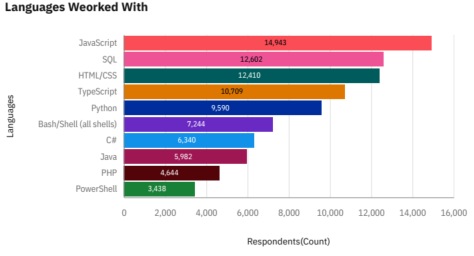 Languages Weorked With
Languages
JavaScript 14,943
SQL 12,602
HTML/CSS 12,410
TypeScript 10,709
Python 9,590
Bash/Shell (all shells) 7,244
C# 6,340
Java 5,982
PHP 4,644
PowerShell 3,438
0 2,000 4,000 6,000 8,000 10,000 12,000 14,000 16,000
Respondents(Count)